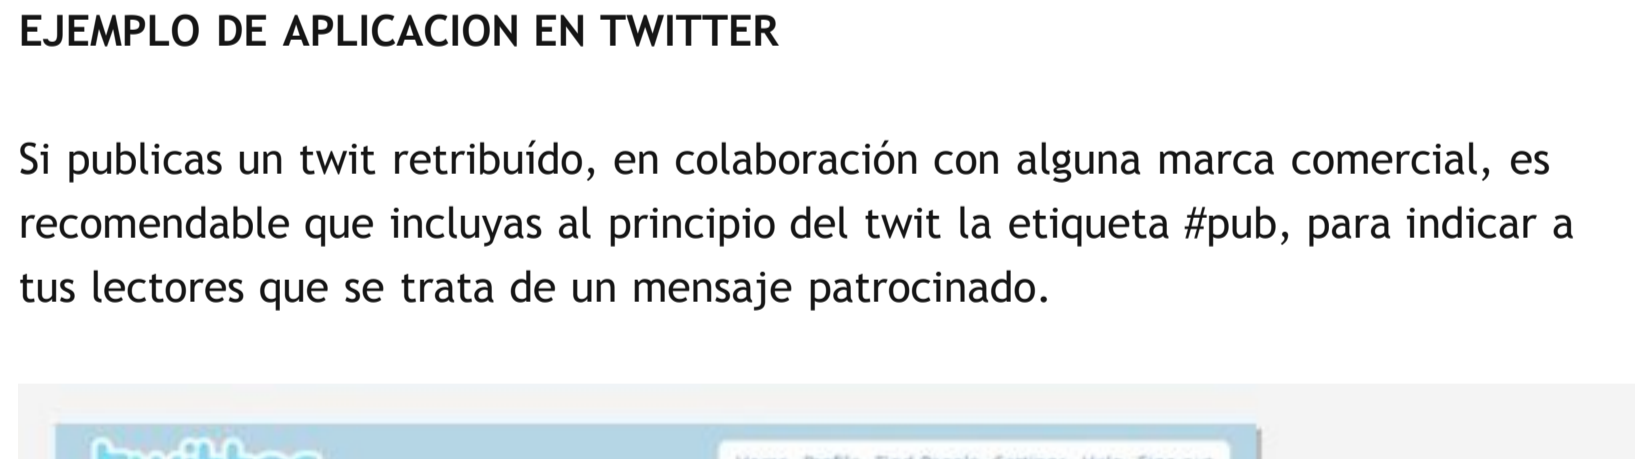 EJEMPLO DE APLICACION EN TWITTER
Si publicas un twit retribuído, en colaboración con alguna marca comercial, es
recomendable que incluyas al principio del twit la etiqueta #pub, para indicar a
tus lectores que se trata de un mensaje patrocinado.